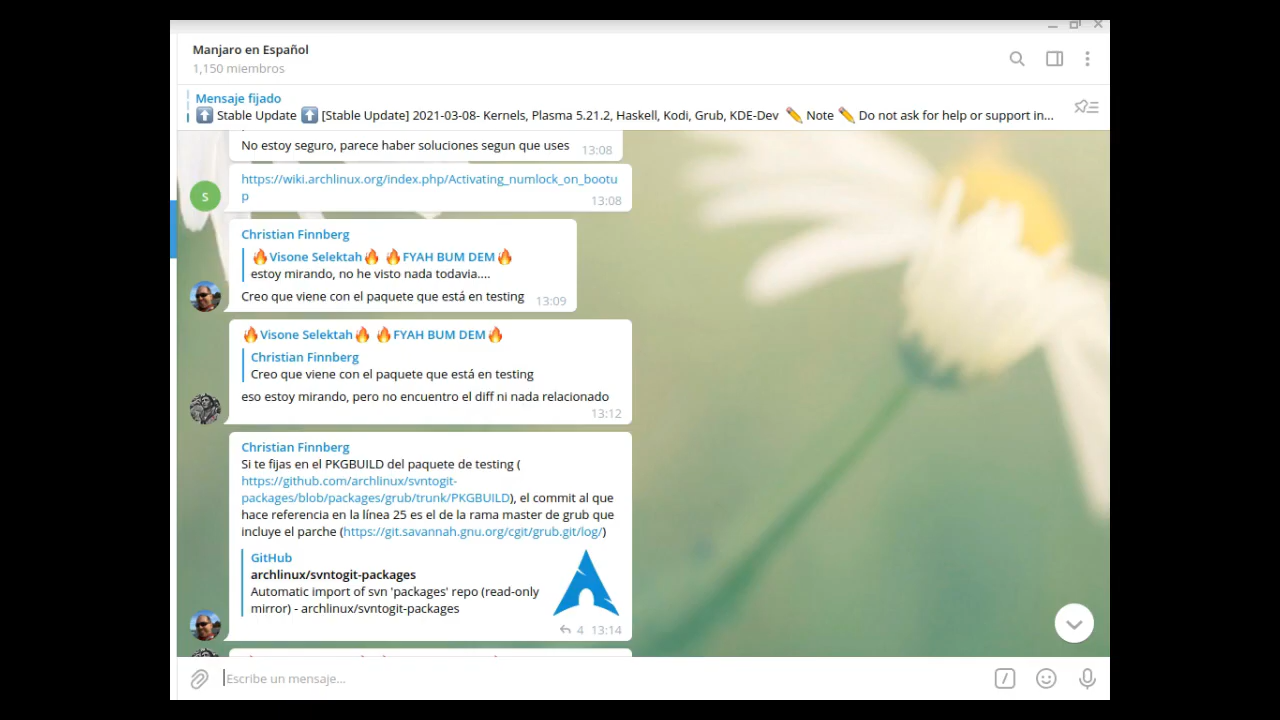 Manjaro en Español
1,150 miembros
Mensaje fijado
⬆️ Stable Update ⬆️ [Stable Update] 2021-03-08- Kernels, Plasma 5.21.2, Haskell, Kodi, Grub, KDE-Dev ✏️ Note ✏️ Do not ask for help or support in...
No estoy seguro, parece haber soluciones segun que uses 13:08
https://wiki.archlinux.org/index.php/Activating_numlock_on_bootu
p
S
13:08
Christian Finnberg
🔥Visone Selektah🔥 🔥FYAH BUM DEM🔥
estoy mirando, no he visto nada todavia....
Creo que viene con el paquete que está en testing 13:09
🔥Visone Selektah🔥 🔥FYAH BUM DEM🔥
Christian Finnberg
Creo que viene con el paquete que está en testing
eso estoy mirando, pero no encuentro el diff ni nada relacionado
13:12
Christian Finnberg
Si te fijas en el PKGBUILD del paquete de testing (
https://github.com/archlinux/svntogit-
packages/blob/packages/grub/trunk/PKGBUILD), el commit al que
hace referencia en la línea 25 es el de la rama master de grub que
incluye el parche (https://git.savannah.gnu.org/cgit/grub.git/log/)
GitHub
archlinux/svntogit-packages
Automatic import of svn 'packages' repo (read-only
mirror) - archlinux/svntogit-packages
4 13:14
Escribe un mensaje...